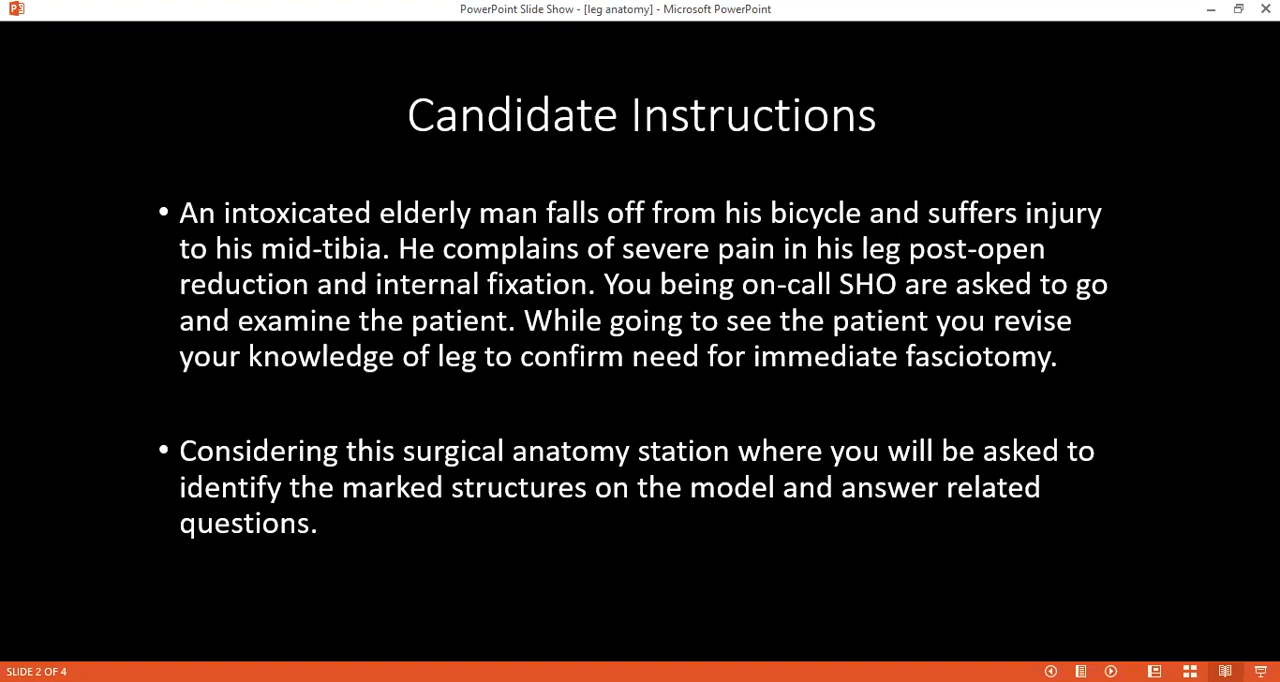 PowerPoint Slide Show - [leg anatomy] - Microsoft PowerPoint
Candidate Instructions
• An intoxicated elderly man falls off from his bicycle and suffers injury
to his mid-tibia. He complains of severe pain in his leg post-open
reduction and internal fixation. You being on-call SHO are asked to go
and examine the patient. While going to see the patient you revise
your knowledge of leg to confirm need for immediate fasciotomy.
• Considering this surgical anatomy station where you will be asked to
identify the marked structures on the model and answer related
questions.
SLIDE 2 OF 4